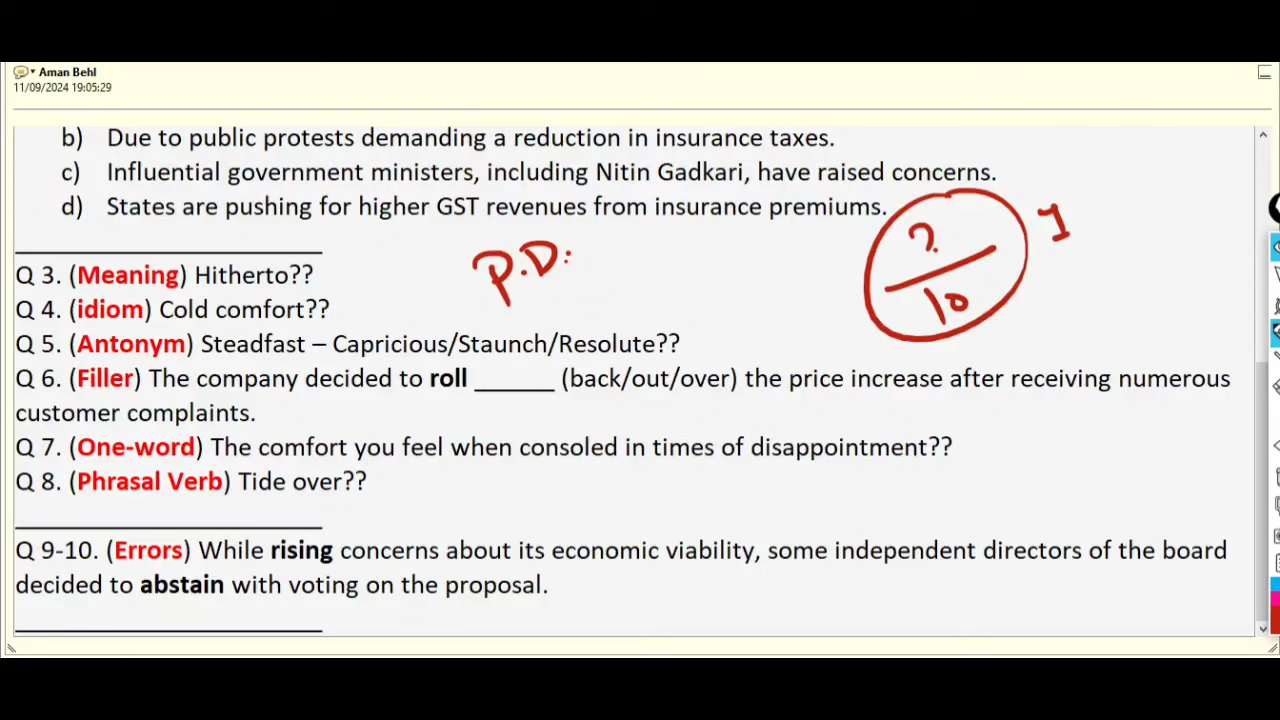 Aman Behl
11/09/2024 19:05:29
b) Due to public protests demanding a reduction in insurance taxes.
c) Influential government ministers, including Nitin Gadkari, have raised concerns.
d) States are pushing for higher GST revenues from insurance premiums.
?
10
P.D:
Q 3. (Meaning) Hitherto??
Q 4. (idiom) Cold comfort??
Q 5. (Antonym) Steadfast – Capricious/Staunch/Resolute??
Q 6. (Filler) The company decided to roll ______ (back/out/over) the price increase after receiving numerous
customer complaints.
Q 7. (One-word) The comfort you feel when consoled in times of disappointment??
Q 8. (Phrasal Verb) Tide over??
Q 9-10. (Errors) While rising concerns about its economic viability, some independent directors of the board
decided to abstain with voting on the proposal.